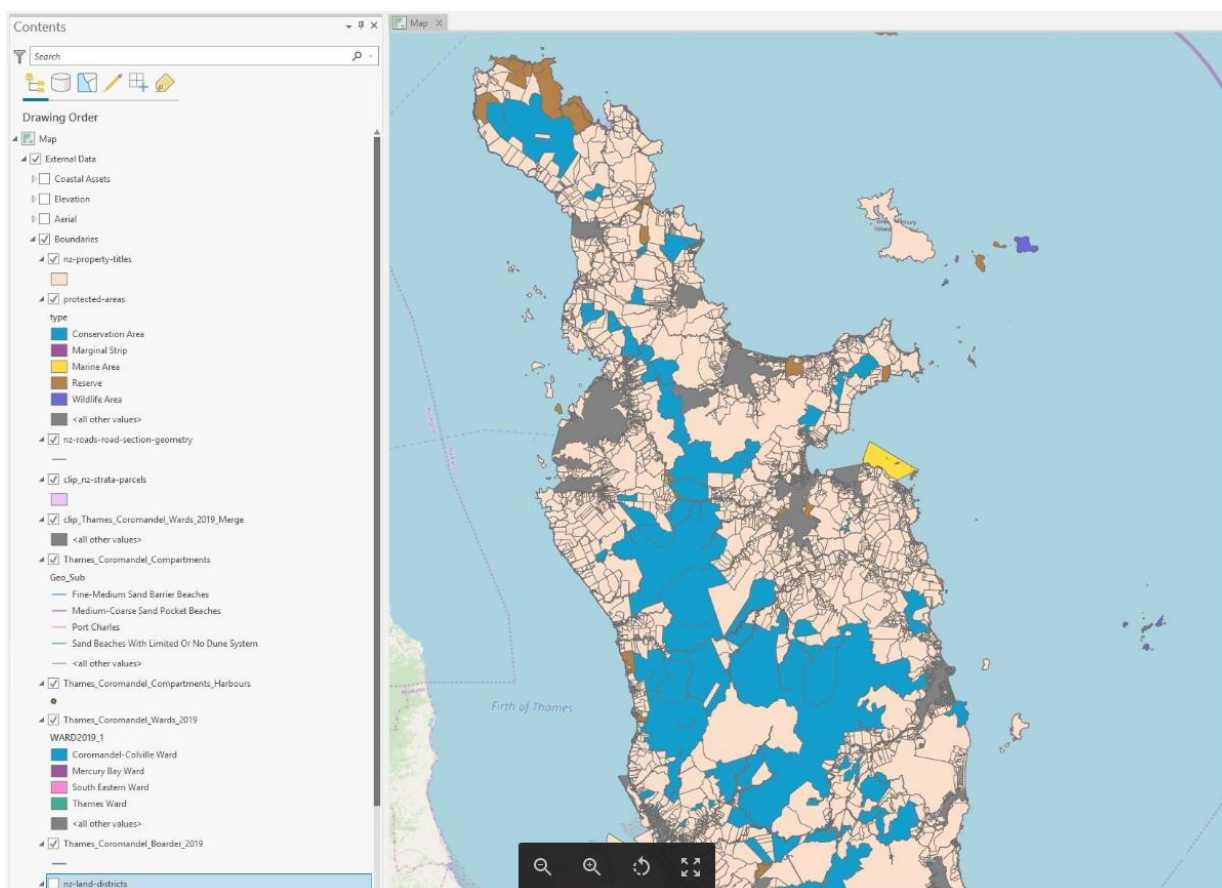 Contents
Map
Search
Drawing Order
Map
External Data
Coastal Assets
Elevation
Aerial
Boundaries
nz-property-titles
protected-areas
type
Conservation Area
Marginal Strip
Marine Area
Reserve
Wildlife Area
<all other values>
nz-roads-road-section-geometry
clip_nz-strata-parcels
clip_Thames_Coromandel_Wards_2019_Merge
<all other values>
Thames_Coromandel_Compartments
Geo_Sub
Fine-Medium Sand Barrier Beaches
Medium-Coarse Sand Pocket Beaches
Port Charles
Sand Beaches With Limited Or No Dune System
<all other values>
Thames_Coromandel_Compartments_Harbours
Thames_Coromandel_Wards_2019
WARD2019_1
Coromandel-Colville Ward
Mercury Bay Ward
South Eastern Ward
Thames Ward
<all other values>
Thames_Coromandel_Boarder_2019
nz-land-districts
Firth of Thames